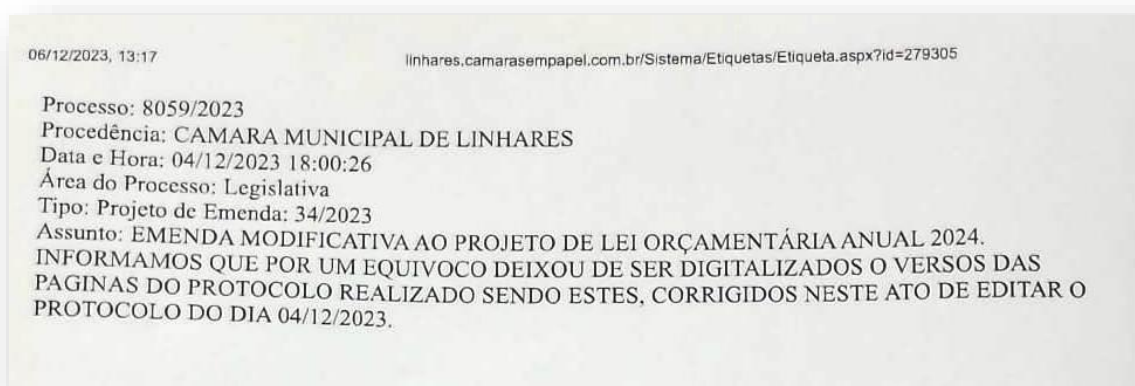 06/12/2023, 13:17
linhares.camarasempapel.com.br/Sistema/Etiquetas/Etiqueta.aspx?id=279305
Processo: 8059/2023
Procedência: CAMARA MUNICIPAL DE LINHARES
Data e Hora: 04/12/2023 18:00:26
Área do Processo: Legislativa
Tipo: Projeto de Emenda: 34/2023
Assunto: EMENDA MODIFICATIVA AO PROJETO DE LEI ORÇAMENTÁRIA ANUAL 2024.
INFORMAMOS QUE POR UM EQUIVOCO DEIXOU DE SER DIGITALIZADOS O VERSOS DAS
PAGINAS DO PROTOCOLO REALIZADO SENDO ESTES, CORRIGIDOS NESTE ATO DE EDITAR O
PROTOCOLO DO DIA 04/12/2023.